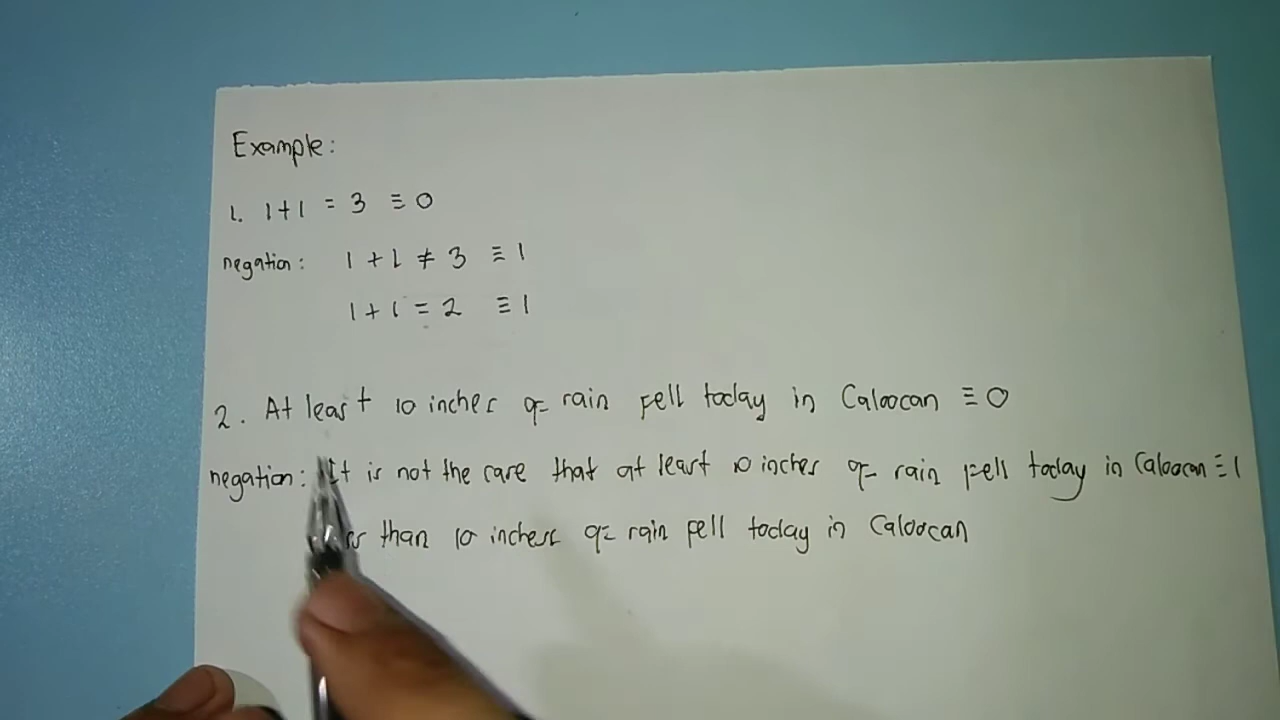 Example:
1. 1+1 = 3 ≡ 0
negation: 1 + 1 ≠ 3 ≡ 1
1 + 1 = 2 ≡ 1
2. At least 10 inches of rain fell today in Caloocan ≡ 0
negation: It is not the case that at least 10 inches of rain fell today in Caloocan ≡ 1
than 10 inches of rain fell today in Caloocan